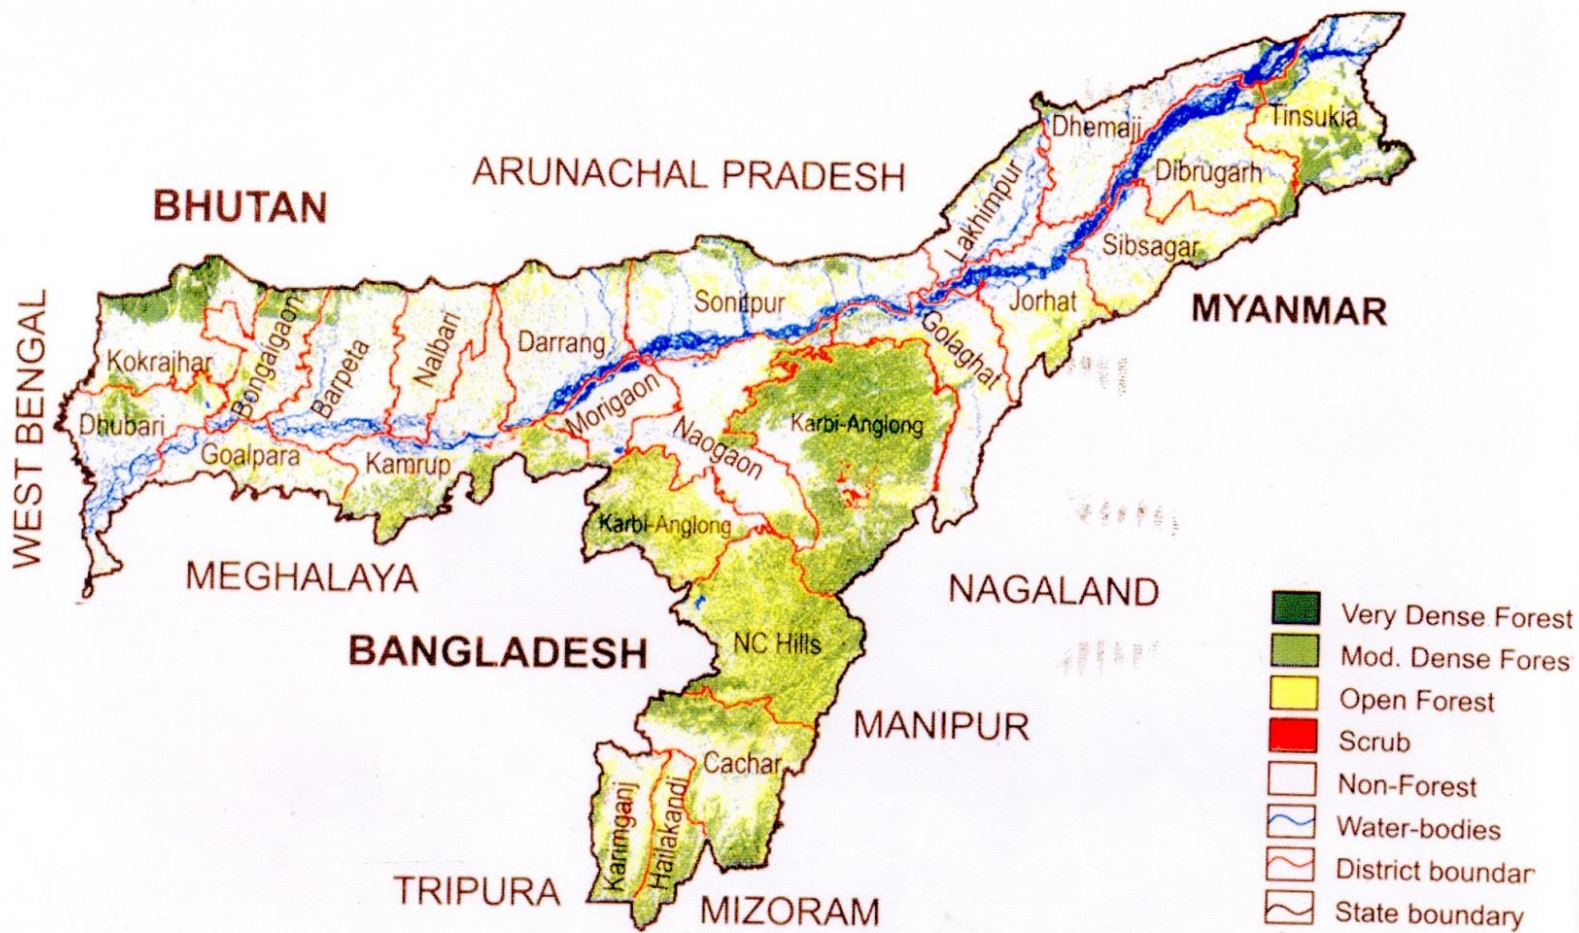 ARUNACHAL PRADESH
BHUTAN
WEST BENGAL
MYANMAR
MEGHALAYA
NAGALAND
BANGLADESH
MANIPUR
TRIPURA
MIZORAM
Dhemaji
Tinsukia
Dibrugarh
Lakhimpur
Sibsagar
Jorhat
Golaghat
Sonitpur
Darrang
Nalbari
Barpeta
Bongaigaon
Kokrajhar
Dhubari
Goalpara
Kamrup
Morigaon
Naogaon
Karbi-Anglong
Karbi-Anglong
NC Hills
Cachar
Karimganj
Hailakandi
Very Dense Forest
Mod. Dense Fores
Open Forest
Scrub
Non-Forest
Water-bodies
District boundar
State boundary